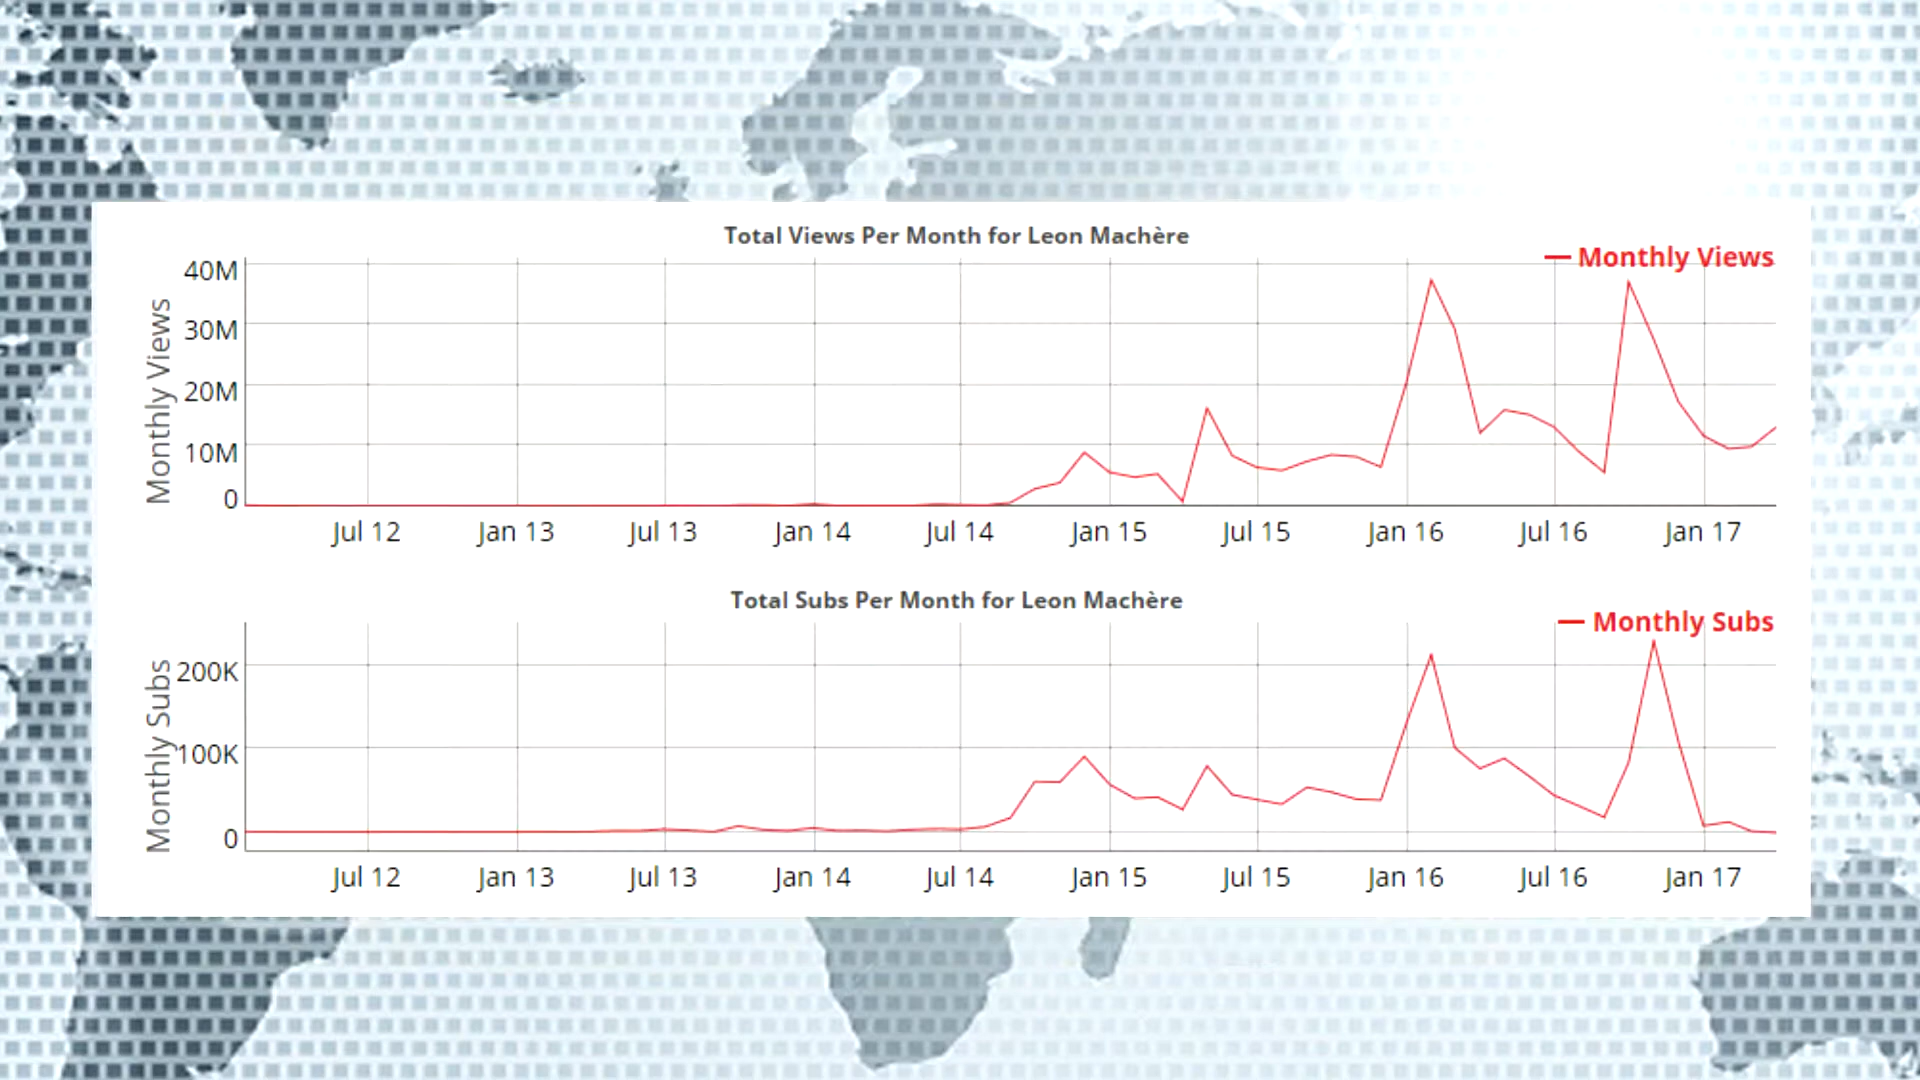 Total Views Per Month for Leon Machère
Monthly Views
Monthly Views
40M
30M
20M
10M
0
Jul 12 Jan 13 Jul 13 Jan 14 Jul 14 Jan 15 Jul 15 Jan 16 Jul 16 Jan 17
Total Subs Per Month for Leon Machère
Monthly Subs
Monthly Subs
200K
100K
0
Jul 12 Jan 13 Jul 13 Jan 14 Jul 14 Jan 15 Jul 15 Jan 16 Jul 16 Jan 17